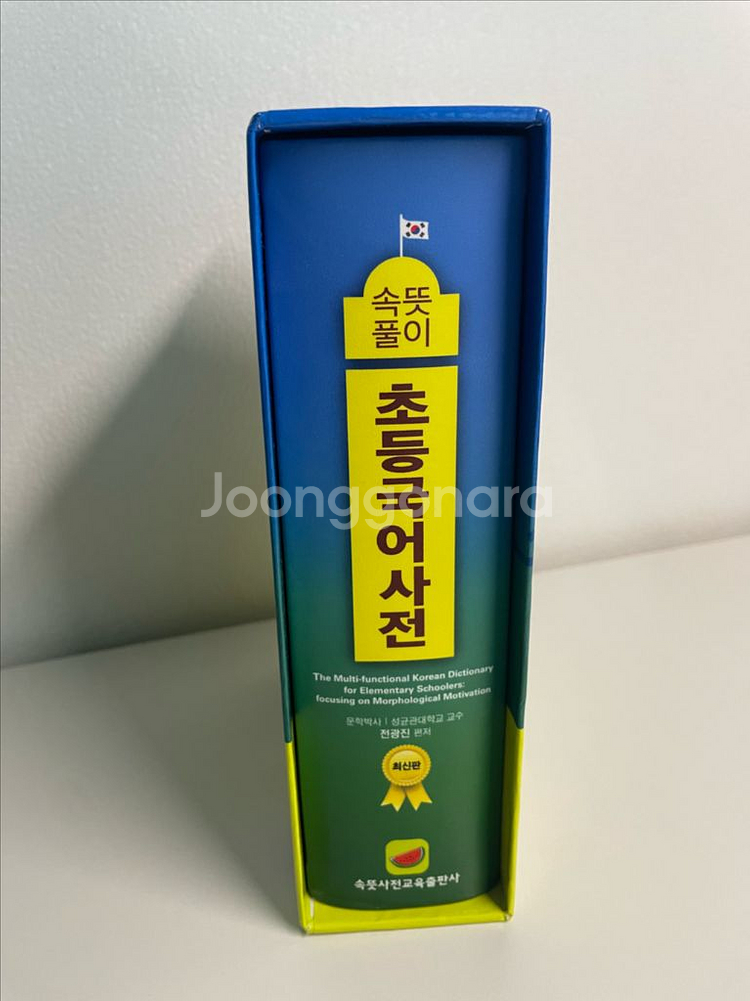 속뜻
풀이
초등국어사전
Joonggonara
The Multi-functional Korean Dictionary
for Elementary Schoolers:
focusing on Morphological Motivation
문학박사 | 성균관대학교 교수
전광진 편저
최신판
속뜻사전교육출판사